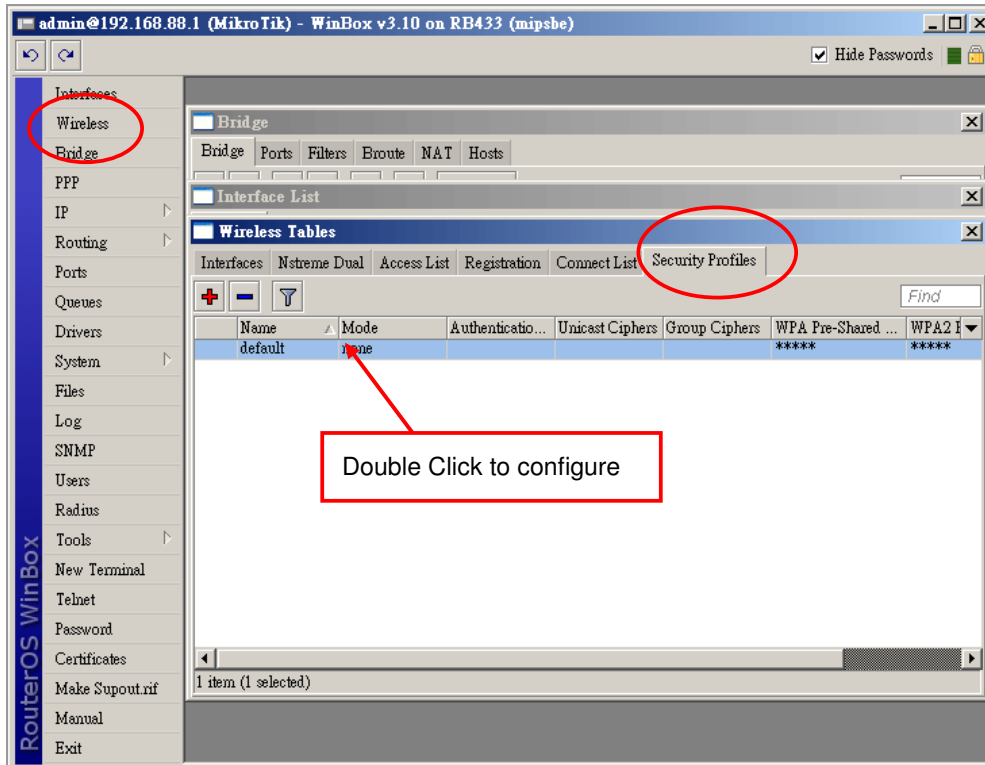 admin@192.168.88.1 (MikroTik) - WinBox v3.10 on RB433 (mipsbe)
Hide Passwords
Interfaces
Wireless
Bridge
PPP
IP
Routing
Ports
Queues
Drivers
System
Files
Log
SNMP
Users
Radius
Tools
New Terminal
Telnet
Password
Certificates
Make Supout.rif
Manual
Exit
RouterOS WinBox
Bridge
Bridge Ports Filters Broute NAT Hosts
Interface List
Wireless Tables
Interfaces Nstreme Dual Access List Registration Connect List Security Profiles
Find
Name Mode Authenticatio... Unicast Ciphers Group Ciphers WPA Pre-Shared ... WPA2
default none ***** *****
Double Click to configure
1 item (1 selected)